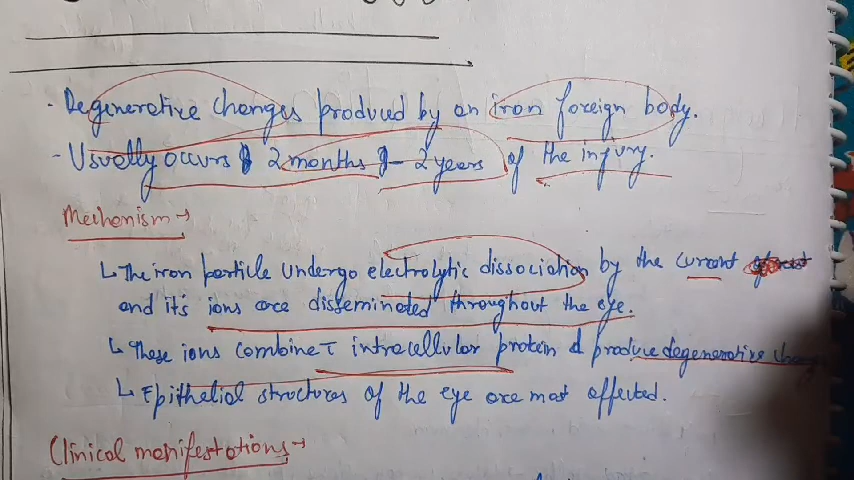 · Degenerative changes produced by an iron foreign body.
- Usually occurs 2 months - 2 years of the injury.
Mechanism →
↳ The iron particle undergo electrolytic dissociation by the current
and it's ions are disseminated throughout the eye.
↳ These ions combine c̄ intracellular protein & produce degenerative
↳ Epithelial structures of the eye are most affected.
Clinical manifestations →